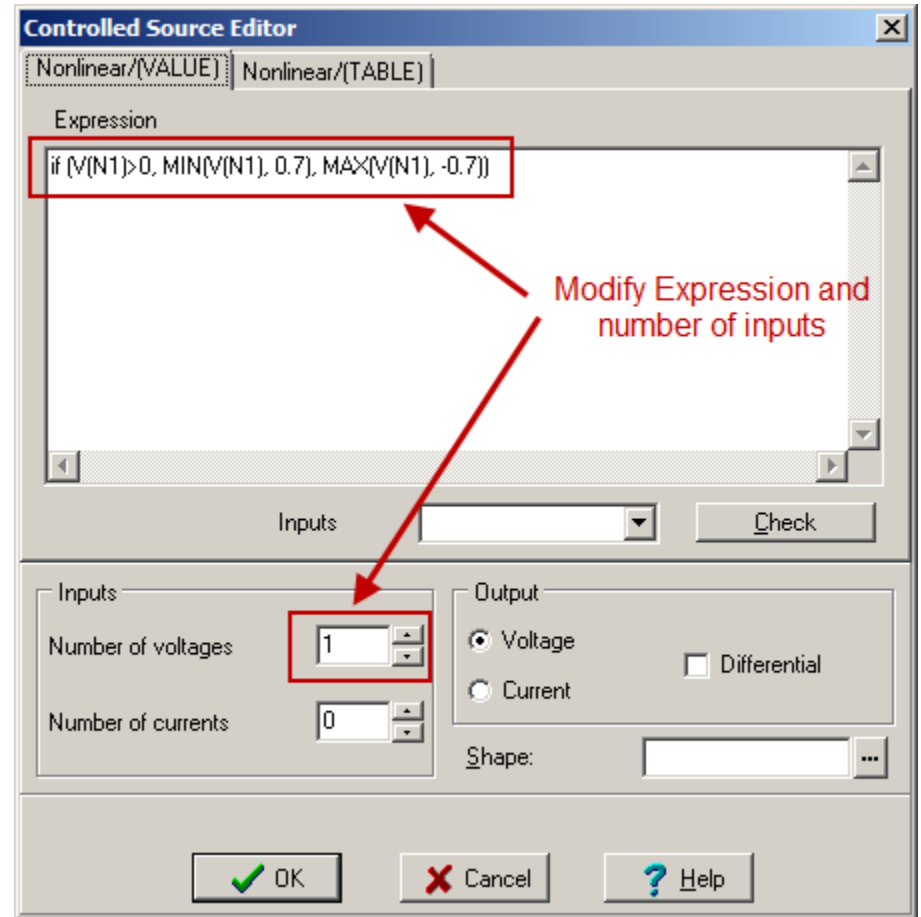 Controlled Source Editor
Nonlinear/(VALUE) Nonlinear/(TABLE)
Expression
if (V(N1)>0, MIN(V(N1), 0.7), MAX(V(N1), -0.7))
Modify Expression and
number of inputs
Inputs Check
Inputs
Number of voltages 1
Number of currents 0
Output
Voltage
Current
Differential
Shape: ...
OK Cancel ? Help